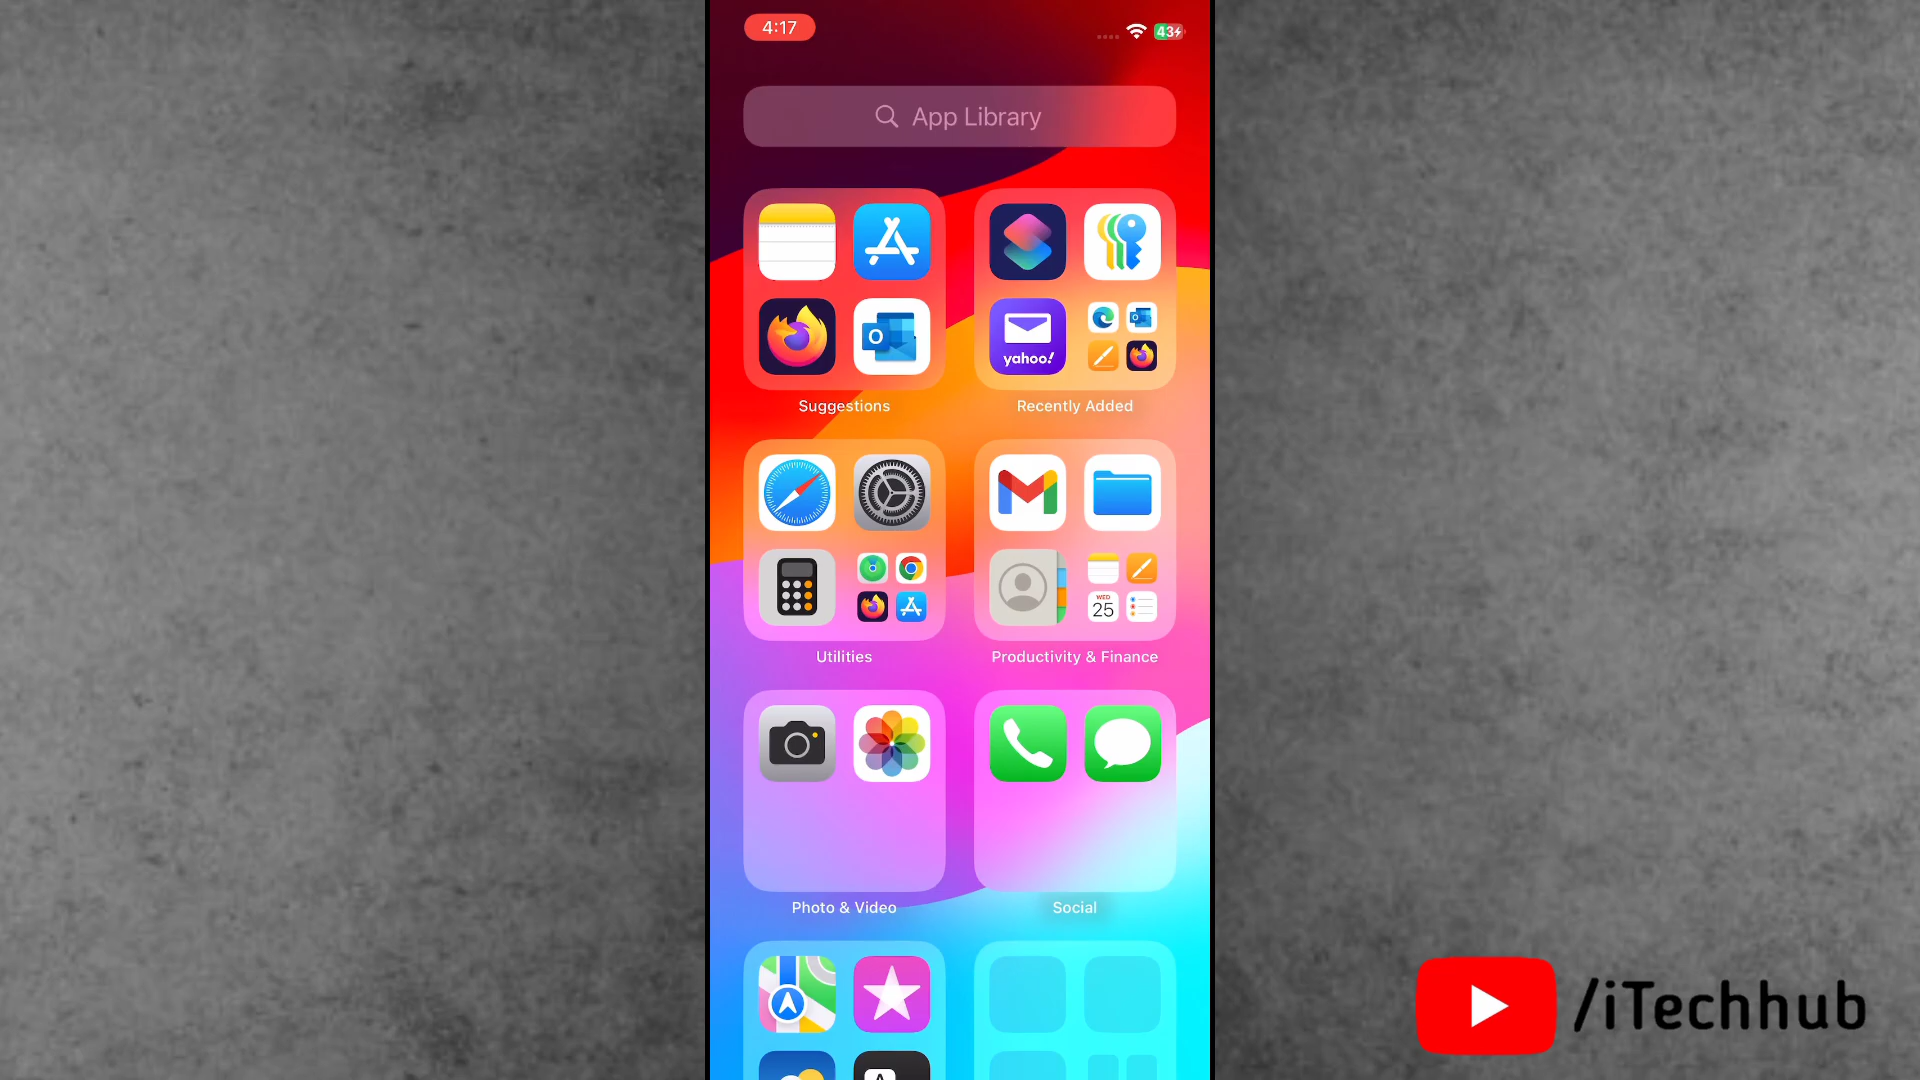 4:17
43
App Library
yahoo!
O
O
Suggestions
Recently Added
WED
25
Utilities
Productivity & Finance
Photo & Video
Social
A
/iTechhub